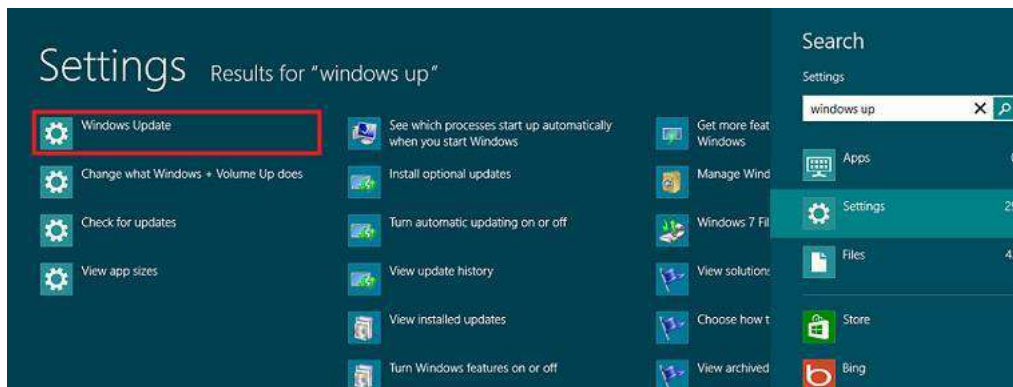 Settings Results for "windows up"
Windows Update
Change what Windows + Volume Up does
Check for updates
View app sizes
See which processes start up automatically
when you start Windows
Install optional updates
Turn automatic updating on or off
View update history
View installed updates
Turn Windows features on or off
Get more feat
Windows
Manage Wind
Windows 7 Fil
View solution
Choose how t
View archived
Search
Settings
windows up
Apps
Settings
Files
Store
Bing